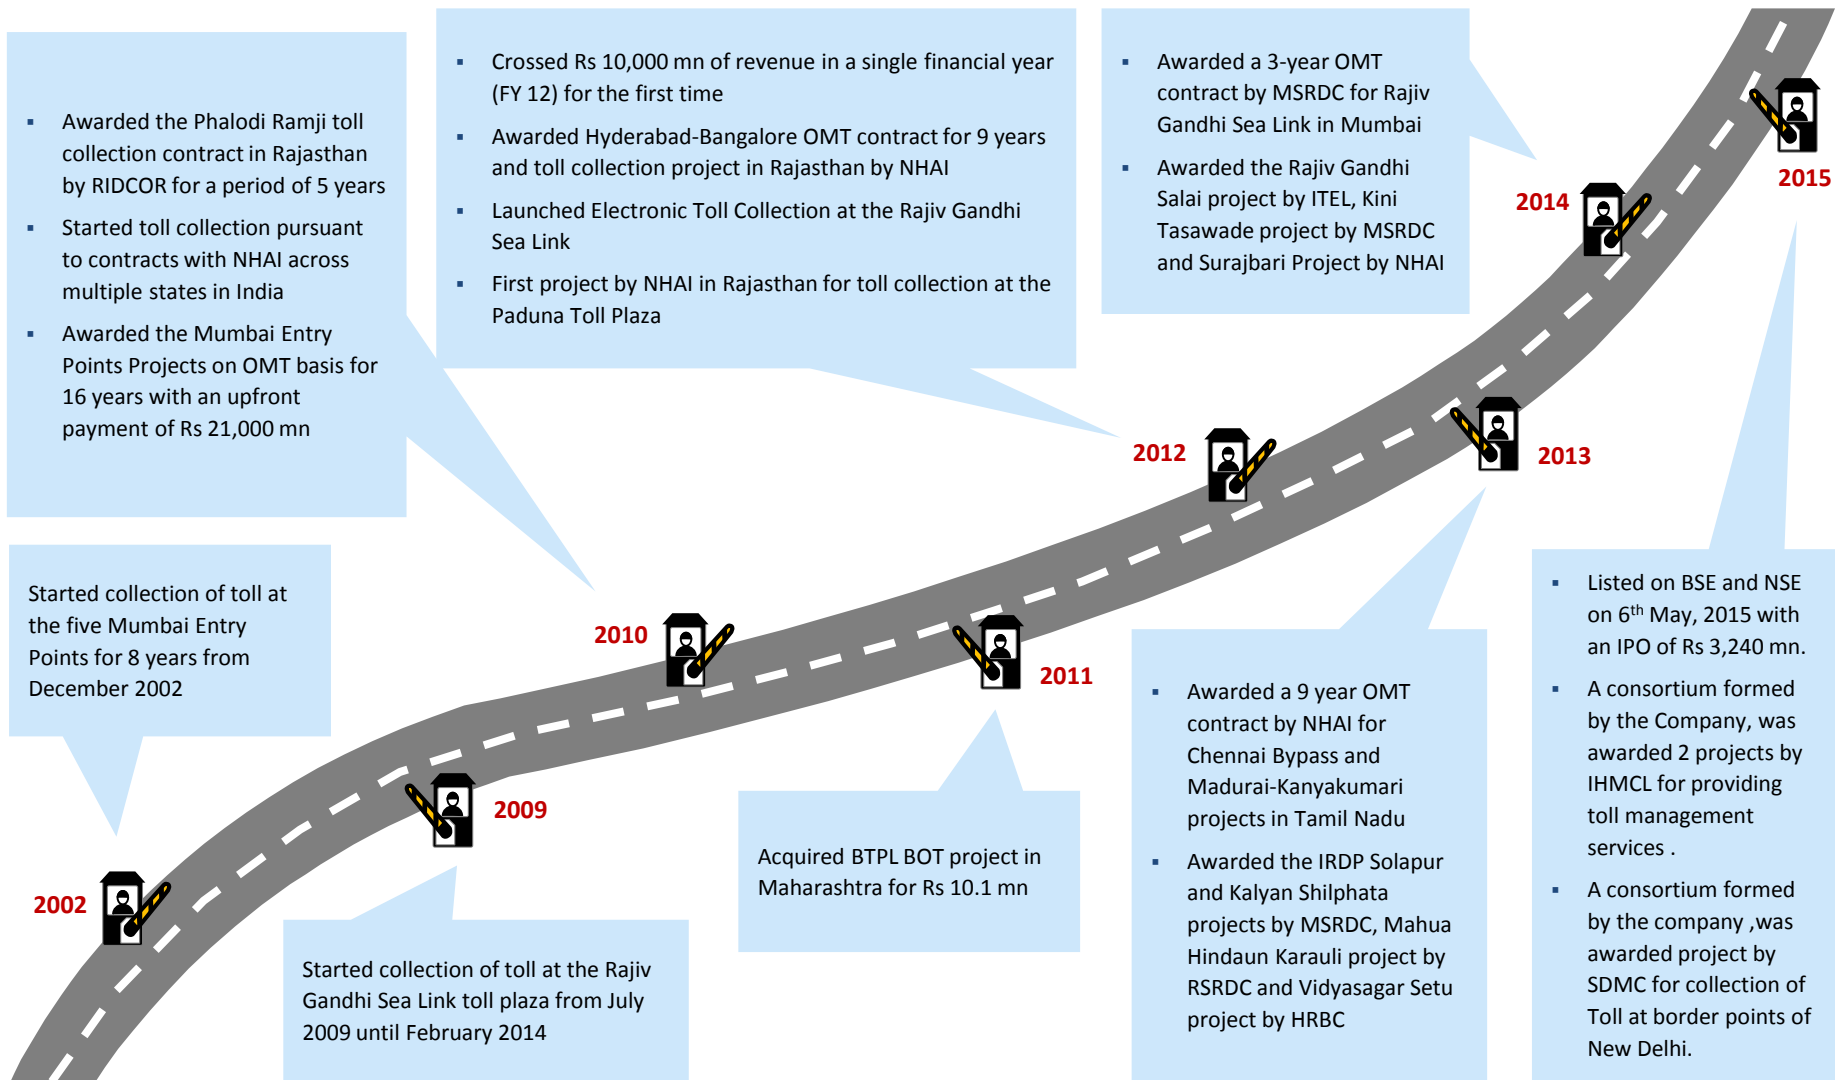 ▪ Awarded the Phalodi Ramji toll
collection contract in Rajasthan
by RIDCOR for a period of 5 years
▪ Started toll collection pursuant
to contracts with NHAI across
multiple states in India
▪ Awarded the Mumbai Entry
Points Projects on OMT basis for
16 years with an upfront
payment of Rs 21,000 mn
▪ Crossed Rs 10,000 mn of revenue in a single financial year
(FY 12) for the first time
▪ Awarded Hyderabad-Bangalore OMT contract for 9 years
and toll collection project in Rajasthan by NHAI
▪ Launched Electronic Toll Collection at the Rajiv Gandhi
Sea Link
▪ First project by NHAI in Rajasthan for toll collection at the
Paduna Toll Plaza
▪ Awarded a 3-year OMT
contract by MSRDC for Rajiv
Gandhi Sea Link in Mumbai
▪ Awarded the Rajiv Gandhi
Salai project by ITEL, Kini
Tasawade project by MSRDC
and Surajbari Project by NHAI
2015
2014
2012
2013
Started collection of toll at
the five Mumbai Entry
Points for 8 years from
December 2002
2010
2011
2009
2002
Started collection of toll at the Rajiv
Gandhi Sea Link toll plaza from July
2009 until February 2014
Acquired BTPL BOT project in
Maharashtra for Rs 10.1 mn
▪ Awarded a 9 year OMT
contract by NHAI for
Chennai Bypass and
Madurai-Kanyakumari
projects in Tamil Nadu
▪ Awarded the IRDP Solapur
and Kalyan Shilphata
projects by MSRDC, Mahua
Hindaun Karauli project by
RSRDC and Vidyasagar Setu
project by HRBC
▪ Listed on BSE and NSE
on 6th May, 2015 with
an IPO of Rs 3,240 mn.
▪ A consortium formed
by the Company, was
awarded 2 projects by
IHMCL for providing
toll management
services .
▪ A consortium formed
by the company ,was
awarded project by
SDMC for collection of
Toll at border points of
New Delhi.